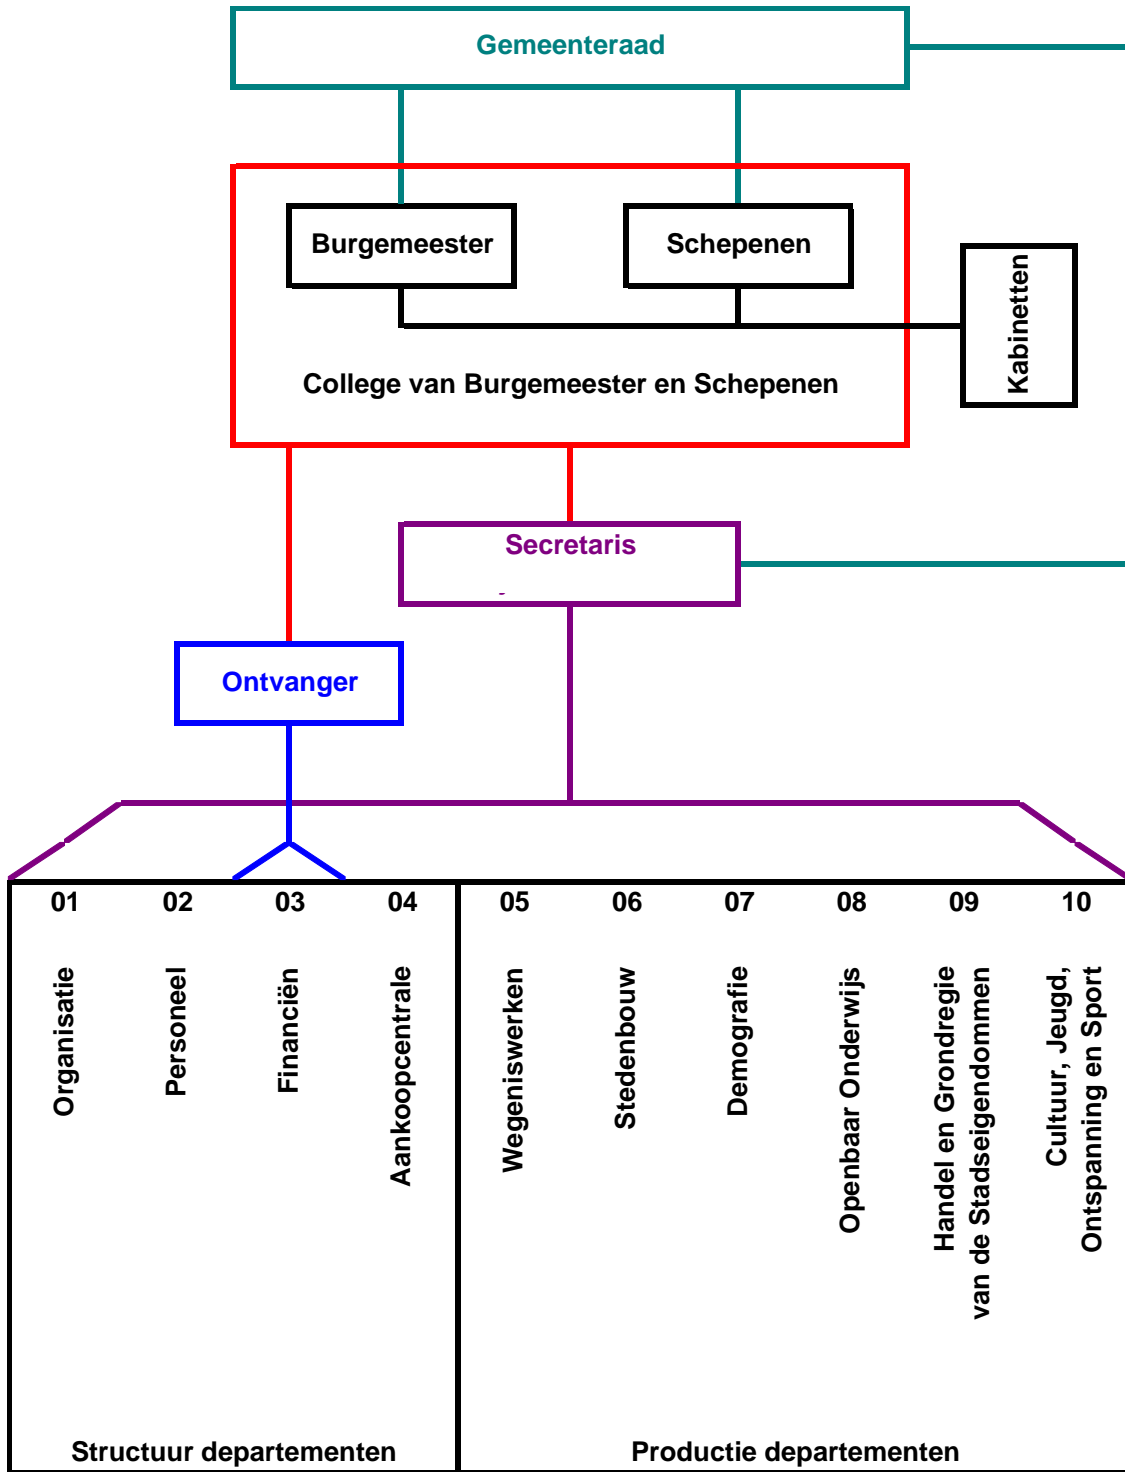 Gemeenteraad
Burgemeester
Schepenen
Kabinetten
College van Burgemeester en Schepenen
Secretaris
Ontvanger
01
02
03
04
05
06
07
08
09
10
Organisatie
Personeel
Financiën
Aankoopcentrale
Wegeniswerken
Stedenbouw
Demografie
Openbaar Onderwijs
Handel en Grondregie
van de Stadseigendommen
Cultuur, Jeugd,
Ontspanning en Sport
Structuur departementen
Productie departementen